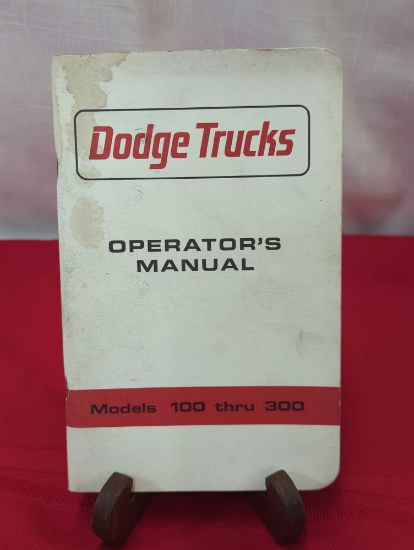 Dodge Trucks
OPERATOR'S
MANUAL
Models 100 thru 300